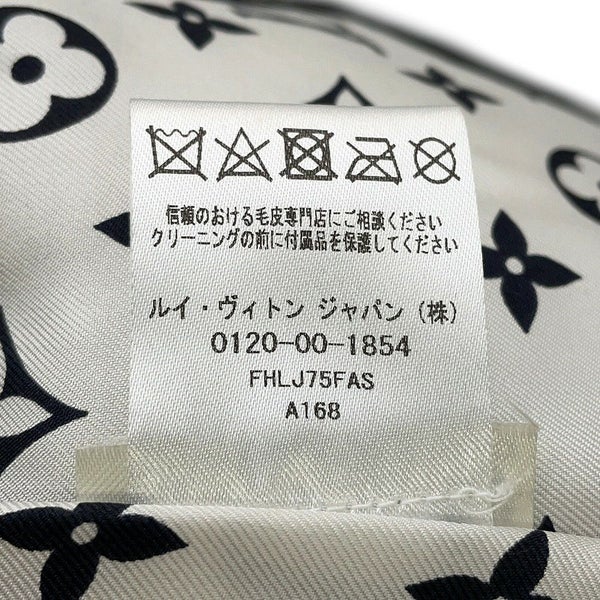 信頼のおける毛皮専門店にご相談ください
クリーニングの前に付属品を保護してください
ルイ・ヴィトン ジャパン (株)
0120-00-1854
FHLJ75FAS
A168